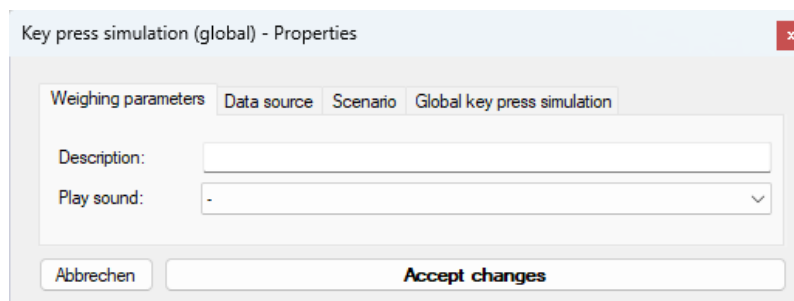 Key press simulation (global) - Properties
x
Weighing parameters Data source Scenario Global key press simulation
Description:
Play sound: -
Abbrechen Accept changes